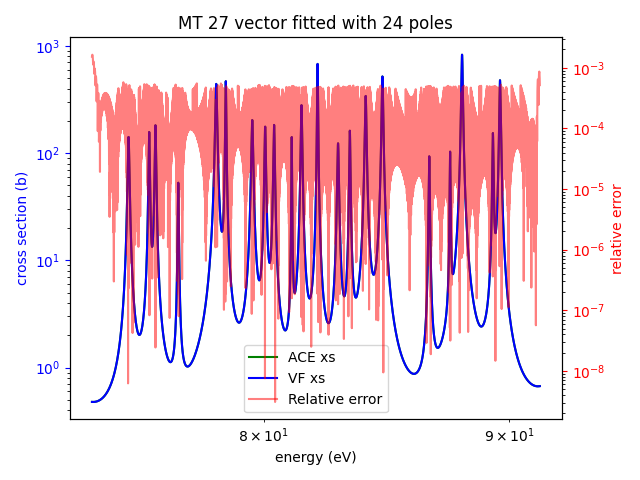 MT 27 vector fitted with 24 poles
10³
10²
10¹
10⁰
cross section (b)
10⁻³
10⁻⁴
10⁻⁵
10⁻⁶
10⁻⁷
10⁻⁸
relative error
ACE xs
VF xs
Relative error
8 × 10¹
9 × 10¹
energy (eV)